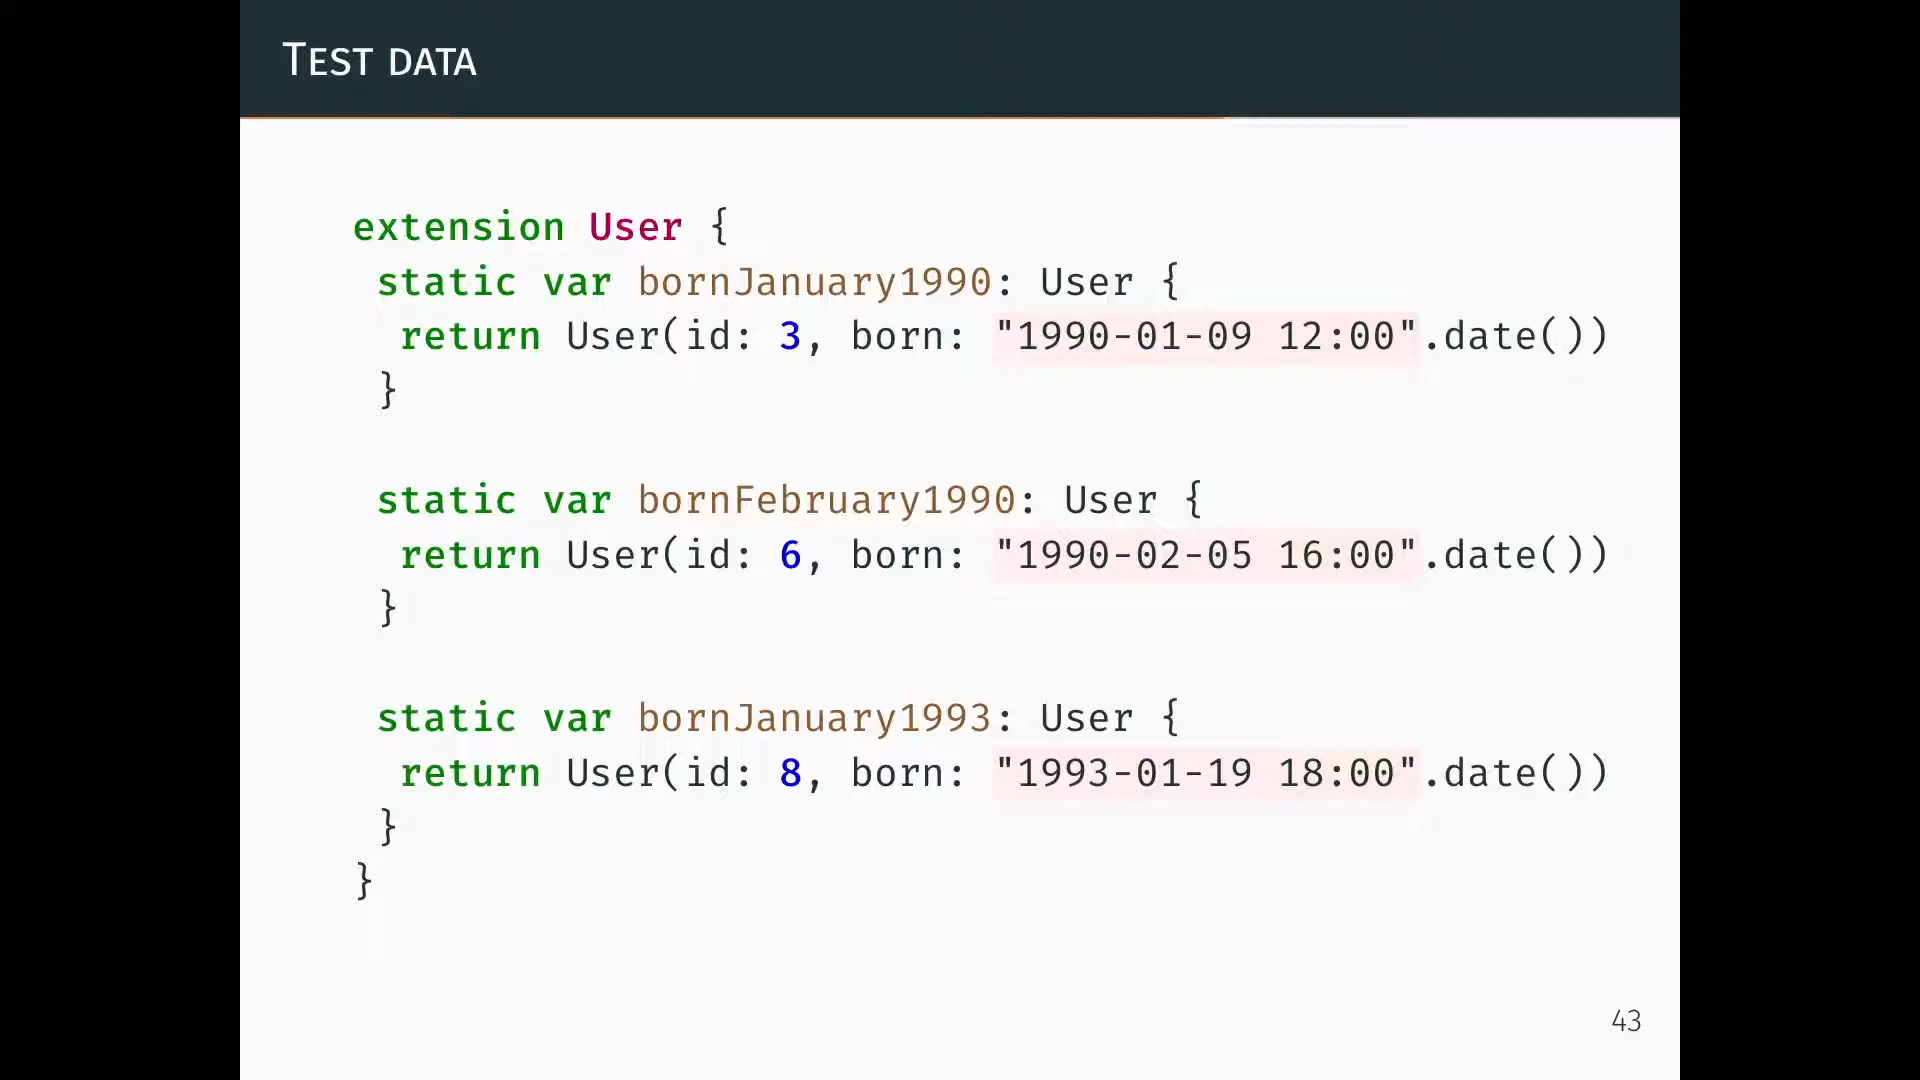 Test data
extension User {
static var bornJanuary1990: User {
return User(id: 3, born: "1990-01-09 12:00".date())
}
static var bornFebruary1990: User {
return User(id: 6, born: "1990-02-05 16:00".date())
}
static var bornJanuary1993: User {
return User(id: 8, born: "1993-01-19 18:00".date())
}
}
43